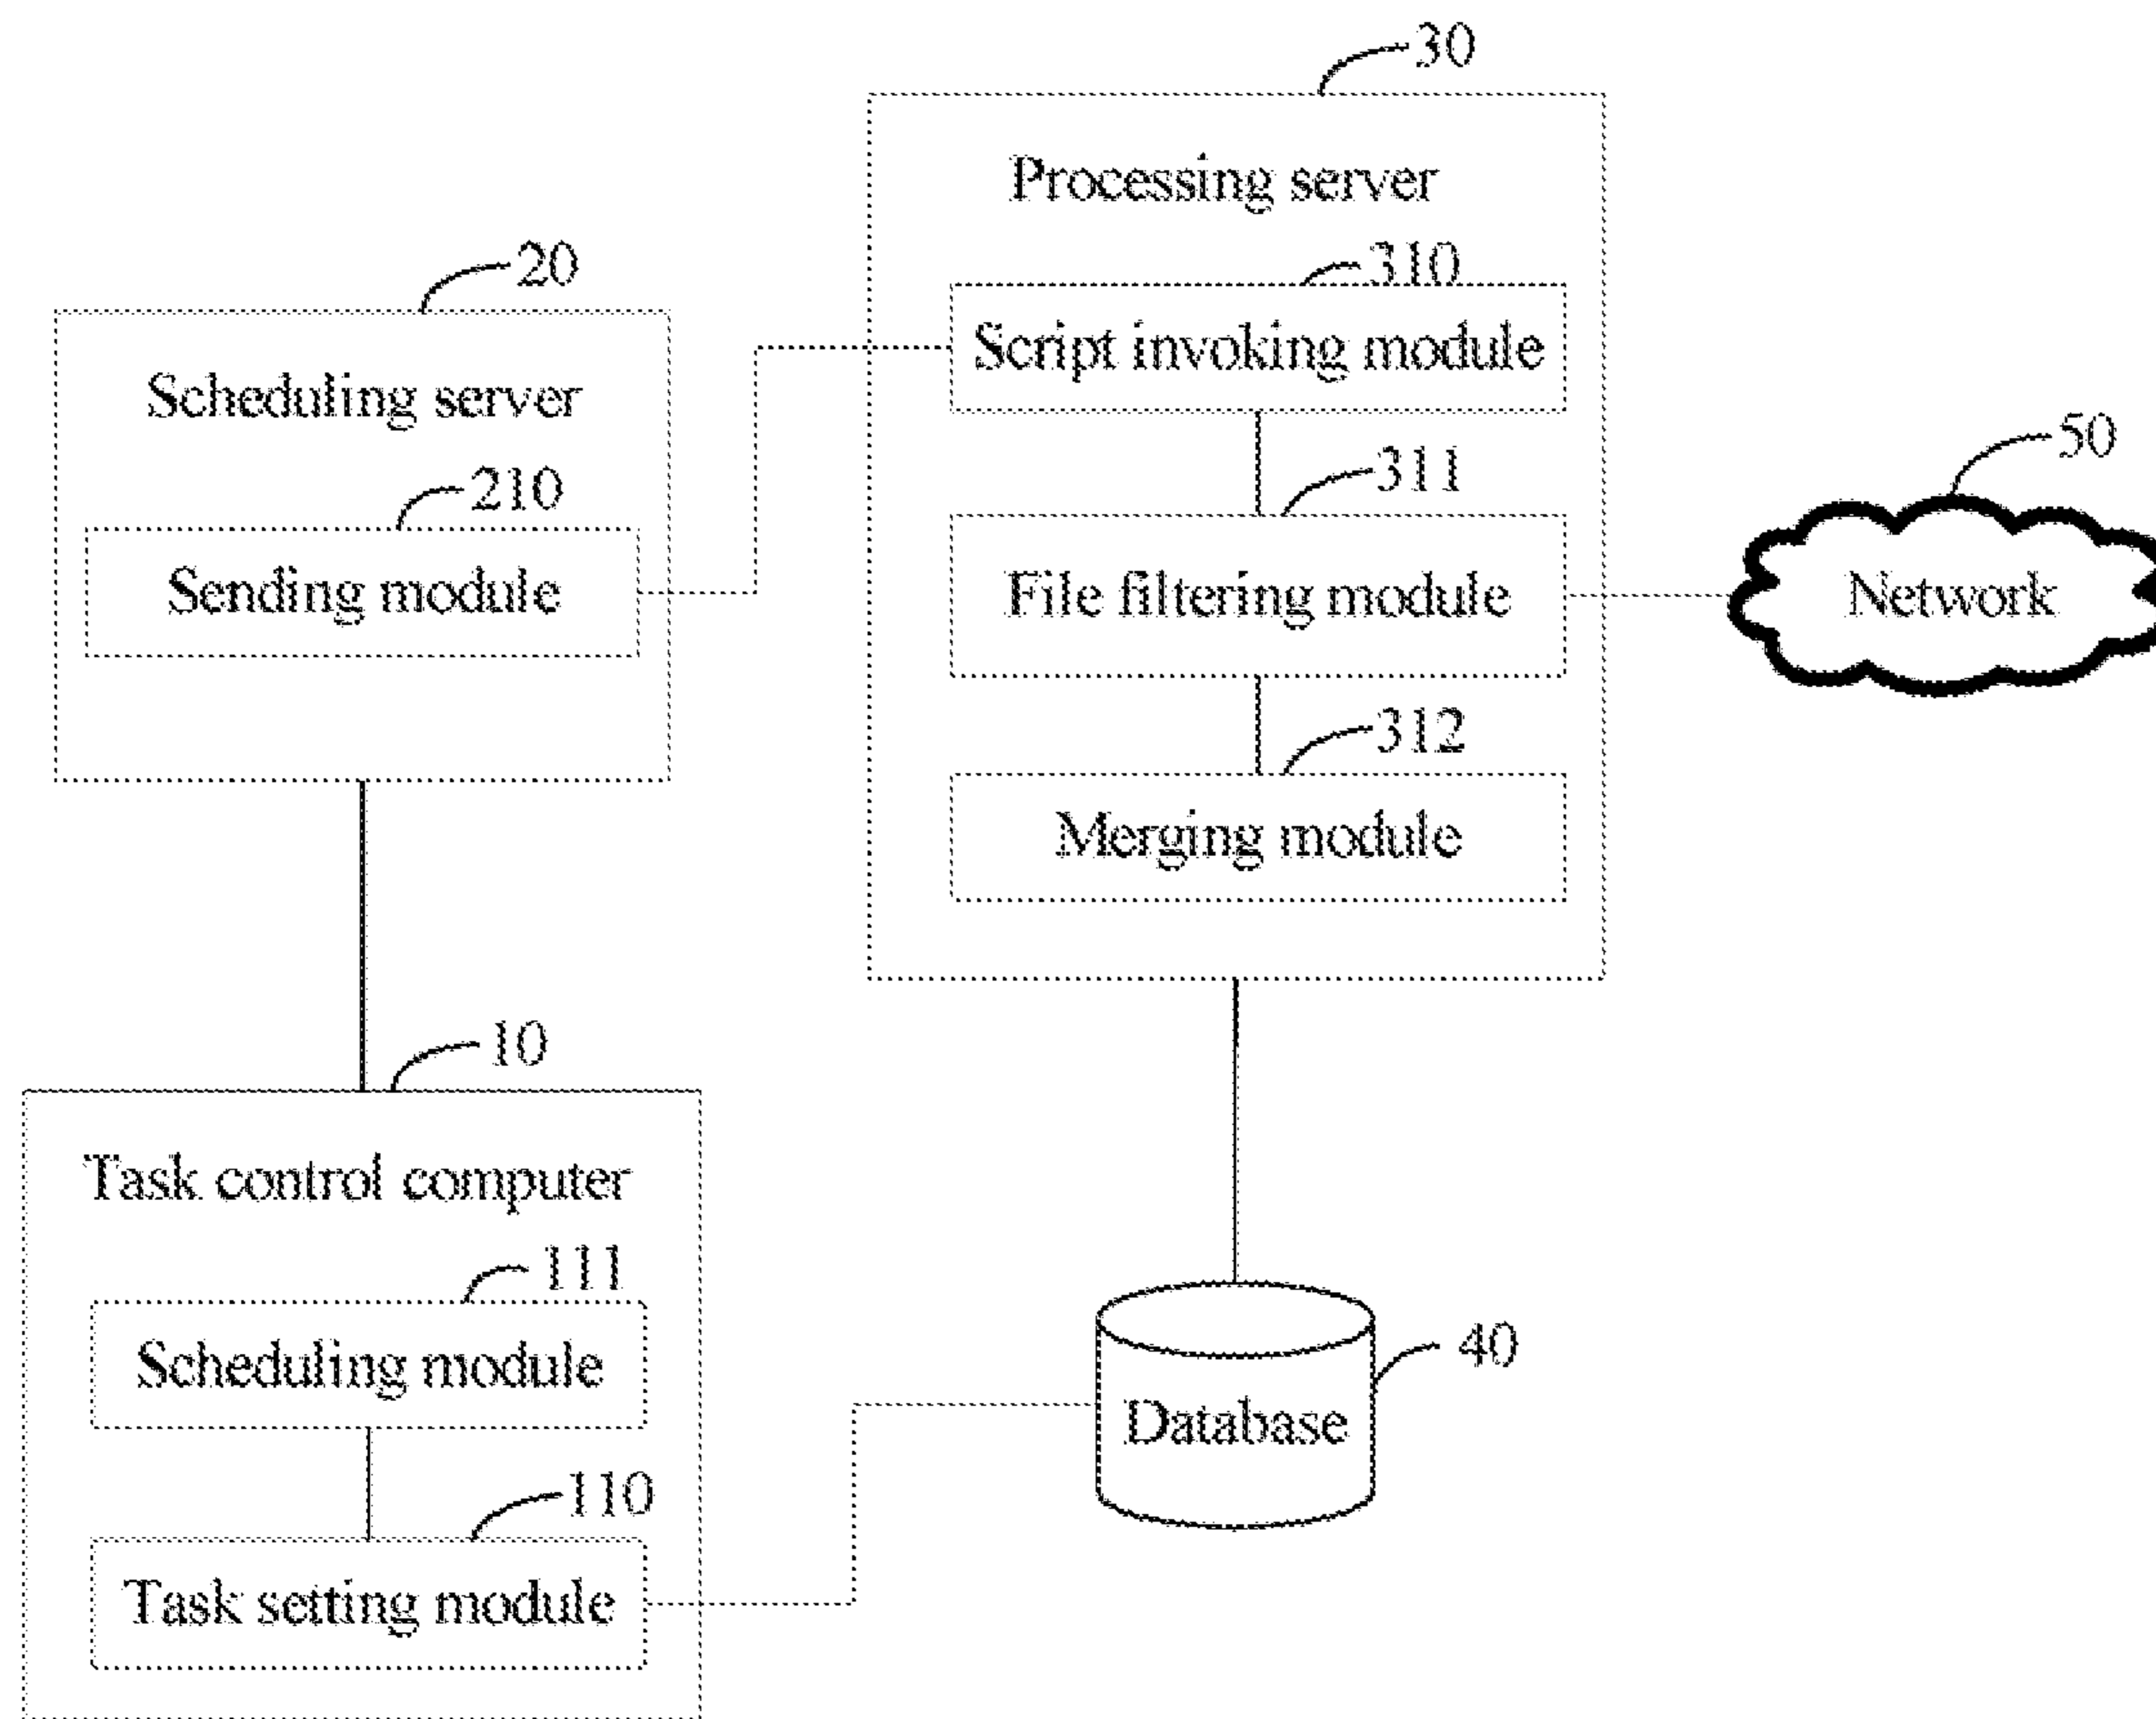 30
Processing server
20
310
Script invoking module
Scheduling server
50
311
210
Sending module
File filtering module
Network
312
Merging module
10
Task control computer
111
Scheduling module
40
Database
110
Task setting module